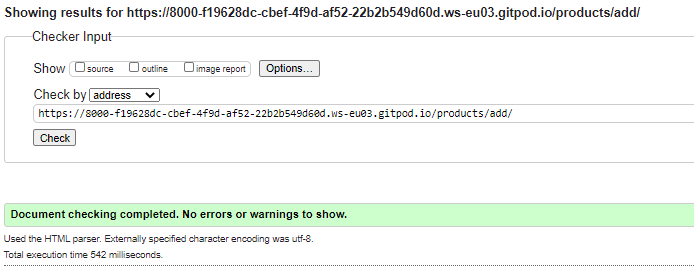 Showing results for https://8000-f19628dc-cbef-4f9d-af52-22b2b549d60d.ws-eu03.gitpod.io/products/add/
Checker Input
Show source outline image report Options...
Check by address
https://8000-f19628dc-cbef-4f9d-af52-22b2b549d60d.ws-eu03.gitpod.io/products/add/
Check
Document checking completed. No errors or warnings to show.
Used the HTML parser. Externally specified character encoding was utf-8.
Total execution time 542 milliseconds.